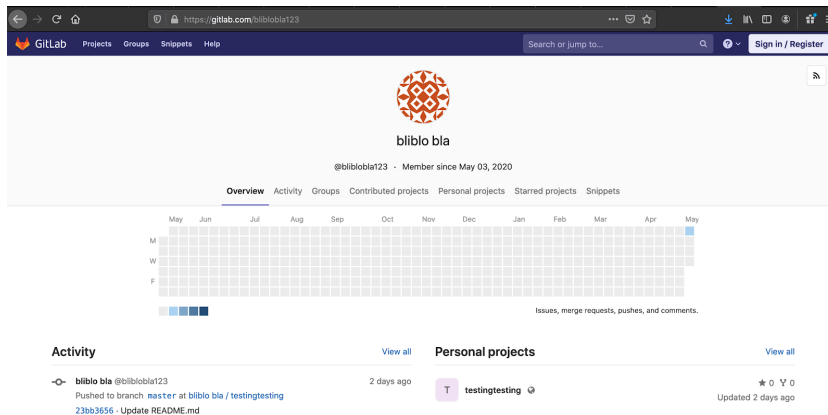 https://gitlab.com/bliblobla123
GitLab Projects Groups Snippets Help Search or jump to... Sign in / Register
bliblo bla
@bliblobla123 · Member since May 03, 2020
Overview Activity Groups Contributed projects Personal projects Starred projects Snippets
May Jun Jul Aug Sep Oct Nov Dec Jan Feb Mar Apr May
M
W
F
Issues, merge requests, pushes, and comments.
Activity View all Personal projects View all
bliblo bla @bliblobla123 2 days ago
Pushed to branch master at bliblo bla / testingtesting
23bb3656 · Update README.md
T testingtesting 0 0
Updated 2 days ago